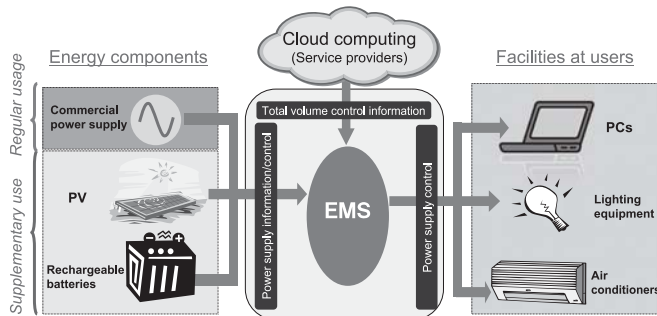 Cloud computing
(Service providers)
Energy components
Facilities at users
Regular usage
Supplementary use
Commercial
power supply
PV
Rechargeable
batteries
Total volume control information
Power supply information/control
EMS
Power supply control
PCs
Lighting
equipment
Air
conditioners